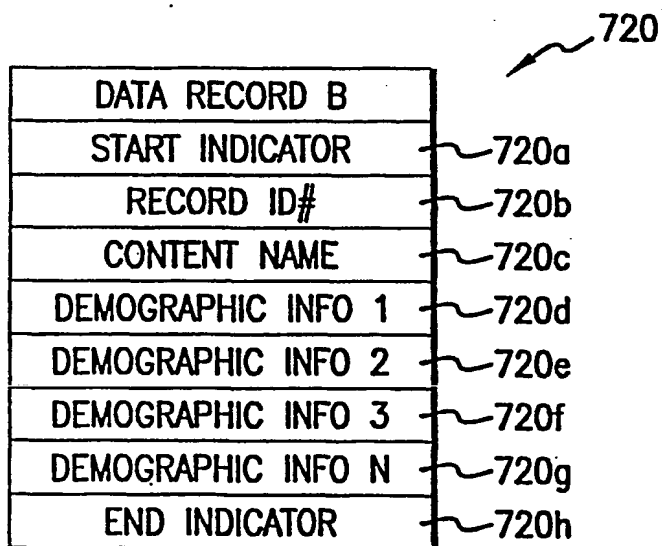 720
DATA RECORD B
START INDICATOR 720a
RECORD ID# 720b
CONTENT NAME 720c
DEMOGRAPHIC INFO 1 720d
DEMOGRAPHIC INFO 2 720e
DEMOGRAPHIC INFO 3 720f
DEMOGRAPHIC INFO N 720g
END INDICATOR 720h